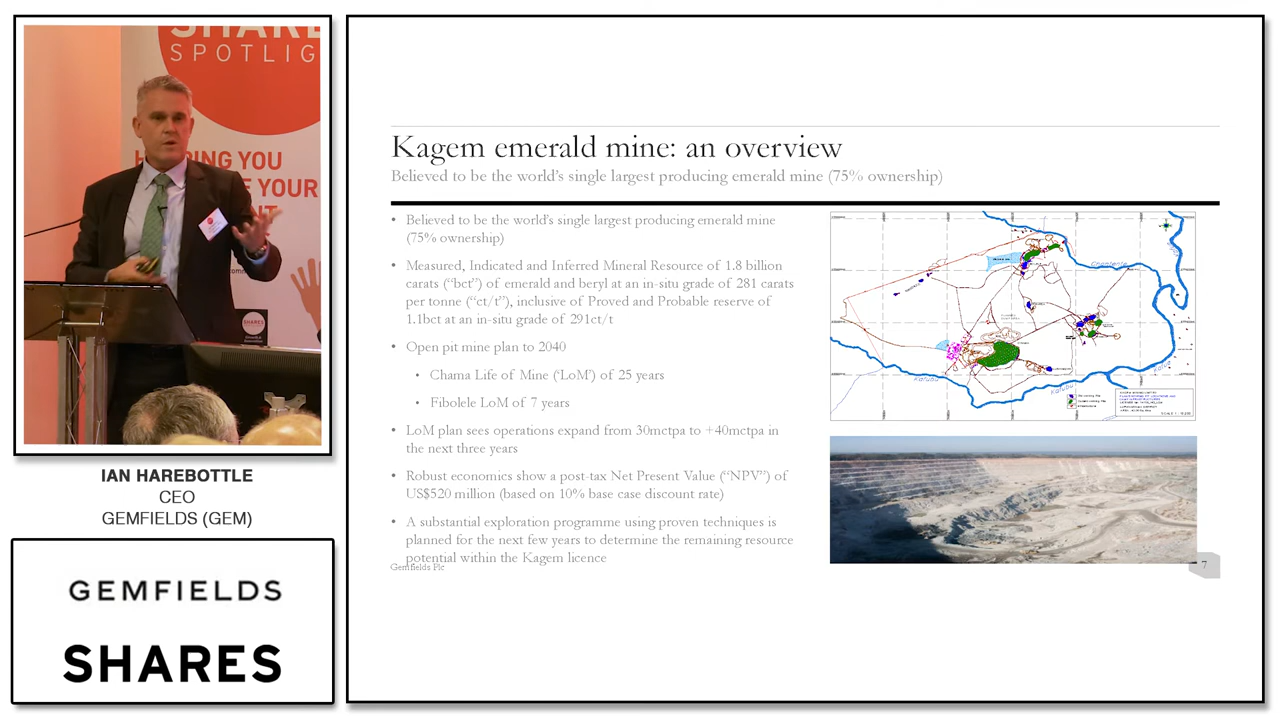 SHARE
SPOTLIG
YOU
YOUR
SHARES
IAN HAREBOTTLE
CEO
GEMFIELDS (GEM)
GEMFIELDS
SHARES
Kagem emerald mine: an overview
Believed to be the world's single largest producing emerald mine (75% ownership)
• Believed to be the world's single largest producing emerald mine
(75% ownership)
• Measured, Indicated and Inferred Mineral Resource of 1.8 billion
carats ("bct") of emerald and beryl at an in-situ grade of 281 carats
per tonne ("ct/t"), inclusive of Proved and Probable reserve of
1.1bct at an in-situ grade of 291ct/t
• Open pit mine plan to 2040
• Chama Life of Mine ('LoM') of 25 years
• Fibolele LoM of 7 years
• LoM plan sees operations expand from 30mctpa to +40mctpa in
the next three years
• Robust economics show a post-tax Net Present Value ("NPV") of
US$520 million (based on 10% base case discount rate)
• A substantial exploration programme using proven techniques is
planned for the next few years to determine the remaining resource
potential within the Kagem licence
Gemfields Plc
Kafubu
Kafubu
7